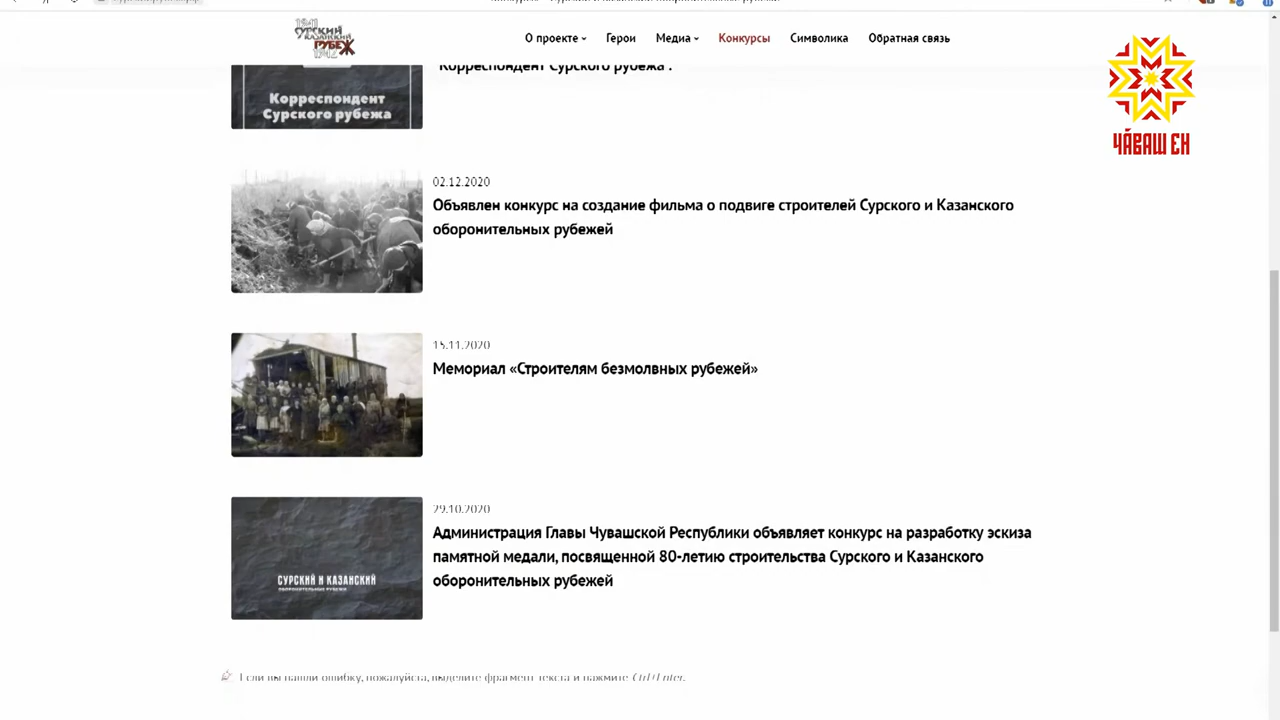 1941
СУРСКИЙ
КАЗАНСКИЙ
РУБЕЖ
1942
О проекте
Герои
Медиа
Конкурсы
Символика
Обратная связь
ЧӐВАШ ЕН
"Корреспондент Сурского рубежа".
Корреспондент
Сурского рубежа
02.12.2020
Объявлен конкурс на создание фильма о подвиге строителей Сурского и Казанского
оборонительных рубежей
15.11.2020
Мемориал «Строителям безмолвных рубежей»
29.10.2020
Администрация Главы Чувашской Республики объявляет конкурс на разработку эскиза
памятной медали, посвященной 80-летию строительства Сурского и Казанского
оборонительных рубежей
СУРСКИЙ И КАЗАНСКИЙ
ОБОРОНИТЕЛЬНЫЕ РУБЕЖИ
Если вы нашли ошибку, пожалуйста, выделите фрагмент текста и нажмите Ctrl+Enter.